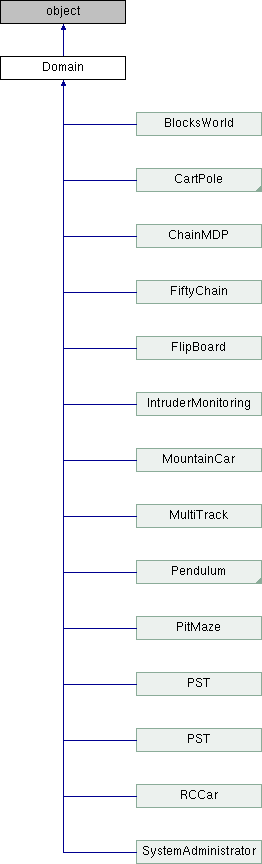 object
Domain
BlocksWorld
CartPole
ChainMDP
FiftyChain
FlipBoard
IntruderMonitoring
MountainCar
MultiTrack
Pendulum
PitMaze
PST
PST
RCCar
SystemAdministrator